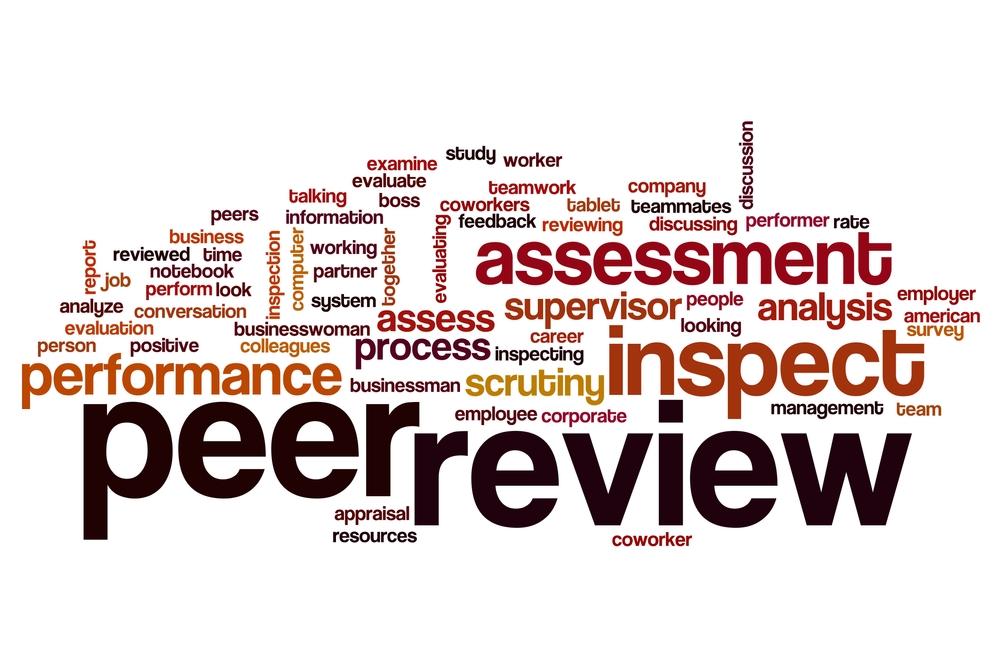 discussion
study
worker
examine
evaluate
teamwork
company
talking
boss
coworkers
tablet
teammates
peers
information
feedback
reviewing
discussing
performer
rate
business
inspection
computer
working
together
evaluating
assessment
report
reviewed
time
job
notebook
partner
perform
look
system
supervisor
people
analysis
employer
analyze
conversation
american
evaluation
businesswoman
assess
looking
survey
person
positive
colleagues
process
career
inspecting
inspect
performance
businessman
scrutiny
employee
corporate
management
team
peer
review
appraisal
resources
coworker